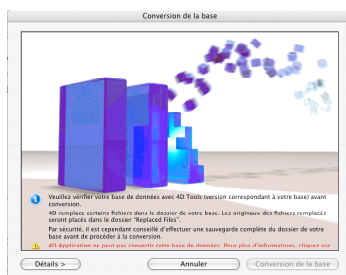 Conversion de la base
Veuillez vérifier votre base de données avec 4D Tools (version correspondant à votre base) avant
conversion.
4D remplace certains fichiers dans le dossier de votre base. Les originaux des fichiers remplacés
seront placés dans le dossier "Replaced Files".
Par sécurité, il est cependant conseillé d'effectuer une sauvegarde complète du dossier de votre
base avant de procéder à la conversion.
4D Application ne peut pas convertir cette base de données. Pour plus d'informations, cliquez sur
Détails >
Annuler
Conversion de la base